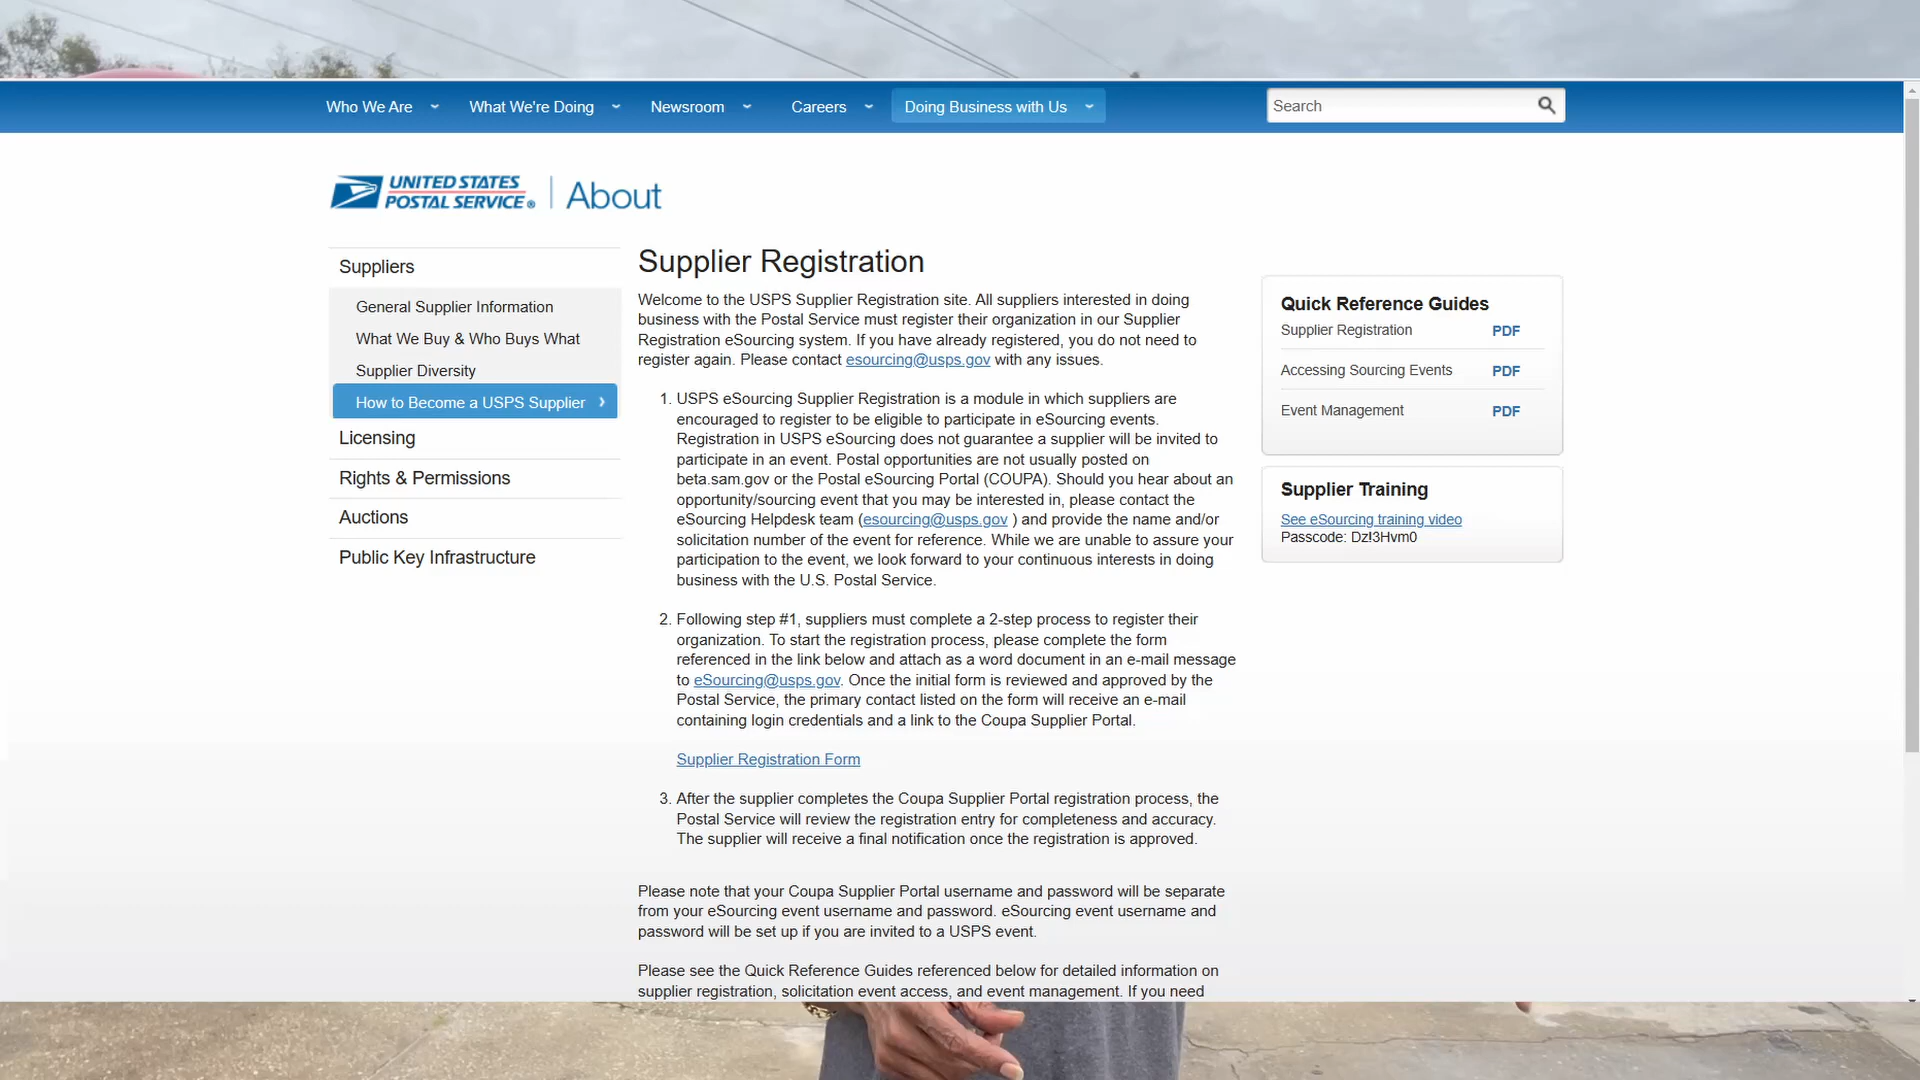 Who We Are
What We're Doing
Newsroom
Careers
Doing Business with Us
Search
UNITED STATES
POSTAL SERVICE®
About
Suppliers
General Supplier Information
What We Buy & Who Buys What
Supplier Diversity
How to Become a USPS Supplier
Licensing
Rights & Permissions
Auctions
Public Key Infrastructure
Supplier Registration
Welcome to the USPS Supplier Registration site. All suppliers interested in doing
business with the Postal Service must register their organization in our Supplier
Registration eSourcing system. If you have already registered, you do not need to
register again. Please contact esourcing@usps.gov with any issues.
1. USPS eSourcing Supplier Registration is a module in which suppliers are
encouraged to register to be eligible to participate in eSourcing events.
Registration in USPS eSourcing does not guarantee a supplier will be invited to
participate in an event. Postal opportunities are not usually posted on
beta.sam.gov or the Postal eSourcing Portal (COUPA). Should you hear about an
opportunity/sourcing event that you may be interested in, please contact the
eSourcing Helpdesk team (esourcing@usps.gov ) and provide the name and/or
solicitation number of the event for reference. While we are unable to assure your
participation to the event, we look forward to your continuous interests in doing
business with the U.S. Postal Service.
2. Following step #1, suppliers must complete a 2-step process to register their
organization. To start the registration process, please complete the form
referenced in the link below and attach as a word document in an e-mail message
to eSourcing@usps.gov. Once the initial form is reviewed and approved by the
Postal Service, the primary contact listed on the form will receive an e-mail
containing login credentials and a link to the Coupa Supplier Portal.
Supplier Registration Form
3. After the supplier completes the Coupa Supplier Portal registration process, the
Postal Service will review the registration entry for completeness and accuracy.
The supplier will receive a final notification once the registration is approved.
Please note that your Coupa Supplier Portal username and password will be separate
from your eSourcing event username and password. eSourcing event username and
password will be set up if you are invited to a USPS event.
Please see the Quick Reference Guides referenced below for detailed information on
supplier registration, solicitation event access, and event management. If you need
Quick Reference Guides
Supplier Registration PDF
Accessing Sourcing Events PDF
Event Management PDF
Supplier Training
See eSourcing training video
Passcode: Dz!3Hvm0